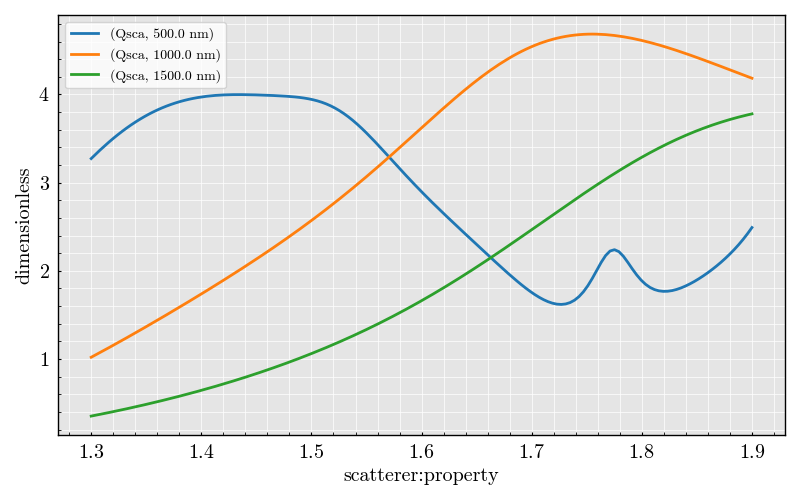 (Qsca, 500.0 nm)
(Qsca, 1000.0 nm)
(Qsca, 1500.0 nm)
dimensionless
4
3
2
1
1.3 1.4 1.5 1.6 1.7 1.8 1.9
scatterer:property